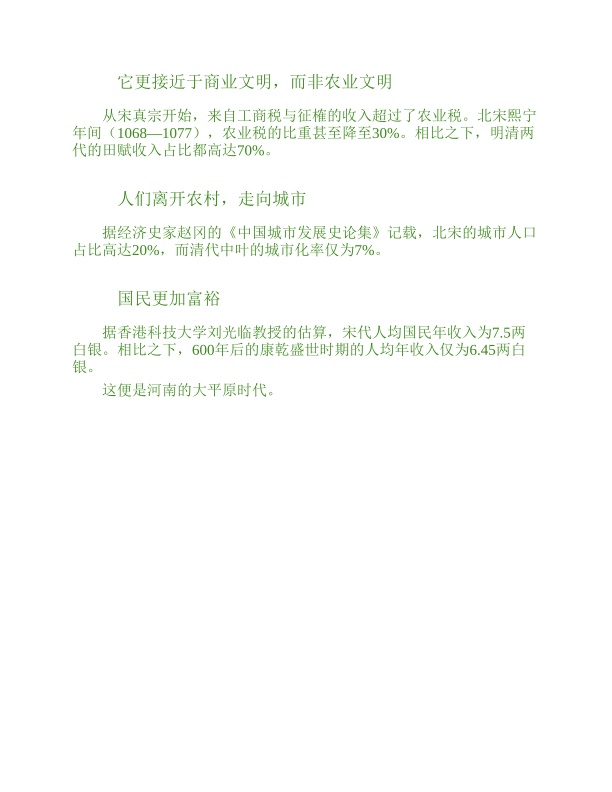 它更接近于商业文明，而非农业文明
从宋真宗开始，来自工商税与征榷的收入超过了农业税。北宋熙宁
年间（1068—1077），农业税的比重甚至降至30%。相比之下，明清两
代的田赋收入占比都高达70%。
人们离开农村，走向城市
据经济史家赵冈的《中国城市发展史论集》记载，北宋的城市人口
占比高达20%，而清代中叶的城市化率仅为7%。
国民更加富裕
据香港科技大学刘光临教授的估算，宋代人均国民年收入为7.5两
白银。相比之下，600年后的康乾盛世时期的人均年收入仅为6.45两白
银。
这便是河南的大平原时代。